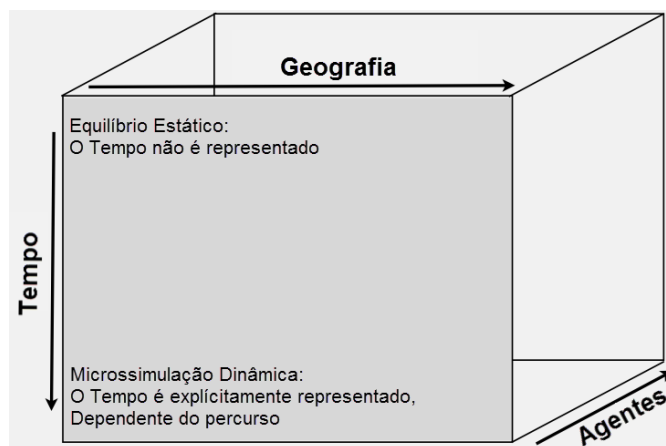 Geografia
Equilíbrio Estático:
O Tempo não é representado
Tempo
Microssimulação Dinâmica:
O Tempo é explícitamente representado,
Dependente do percurso
Agentes